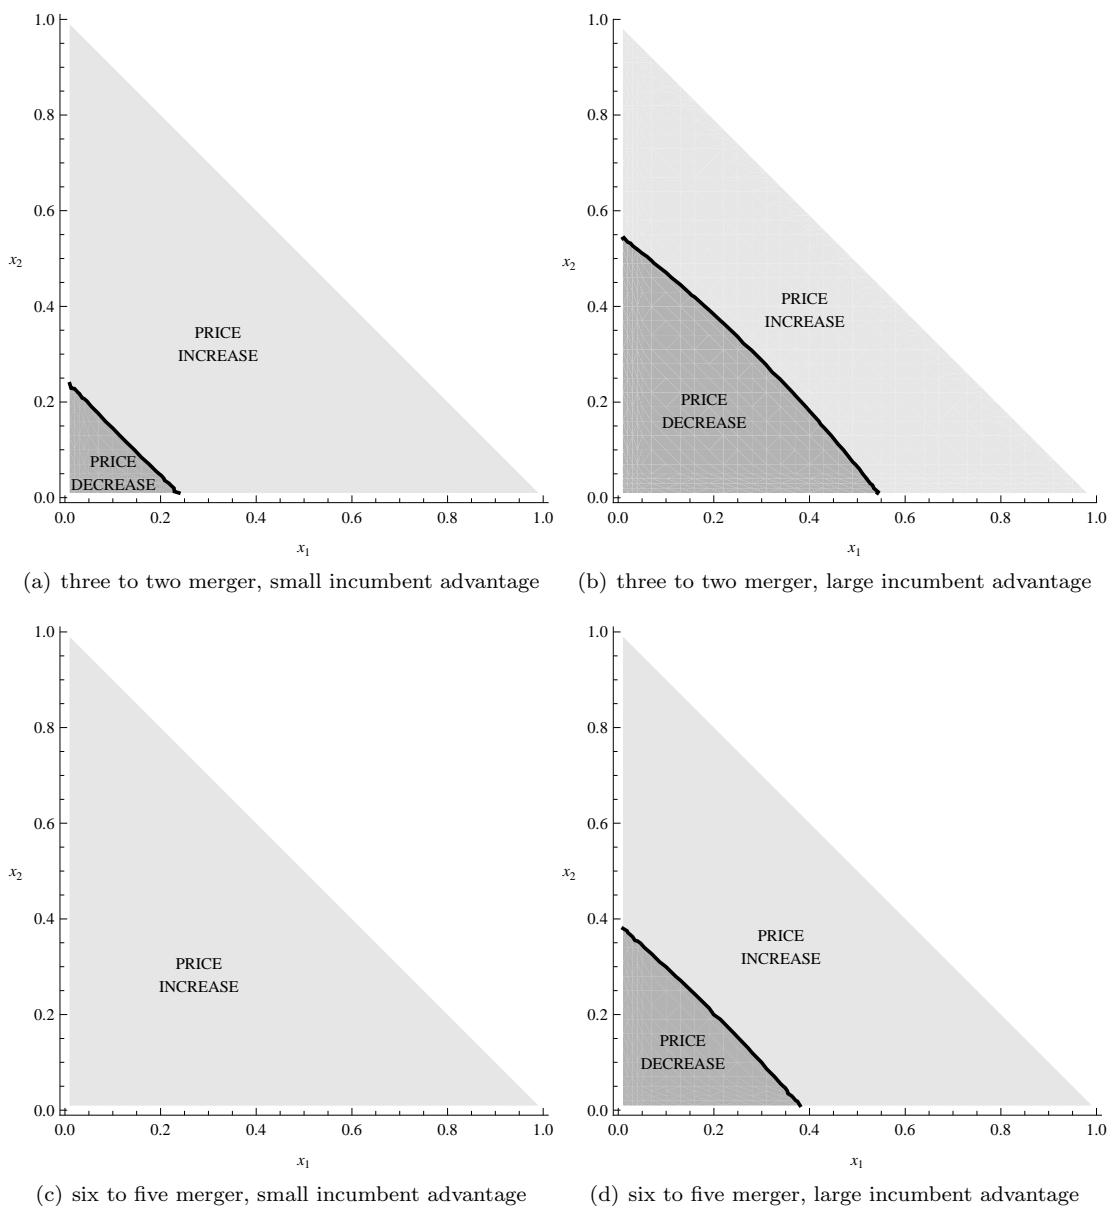 1.0
0.8
0.6
x2
0.4
PRICE
INCREASE
0.2
PRICE
DECREASE
0.0
0.0 0.2 0.4 0.6 0.8 1.0
x1
(a) three to two merger, small incumbent advantage
1.0
0.8
0.6
x2
0.4
PRICE
INCREASE
0.2
PRICE
DECREASE
0.0
0.0 0.2 0.4 0.6 0.8 1.0
x1
(b) three to two merger, large incumbent advantage
1.0
0.8
0.6
x2
0.4
PRICE
INCREASE
0.2
0.0
0.0 0.2 0.4 0.6 0.8 1.0
x1
(c) six to five merger, small incumbent advantage
1.0
0.8
0.6
x2
0.4
PRICE
INCREASE
0.2
PRICE
DECREASE
0.0
0.0 0.2 0.4 0.6 0.8 1.0
x1
(d) six to five merger, large incumbent advantage